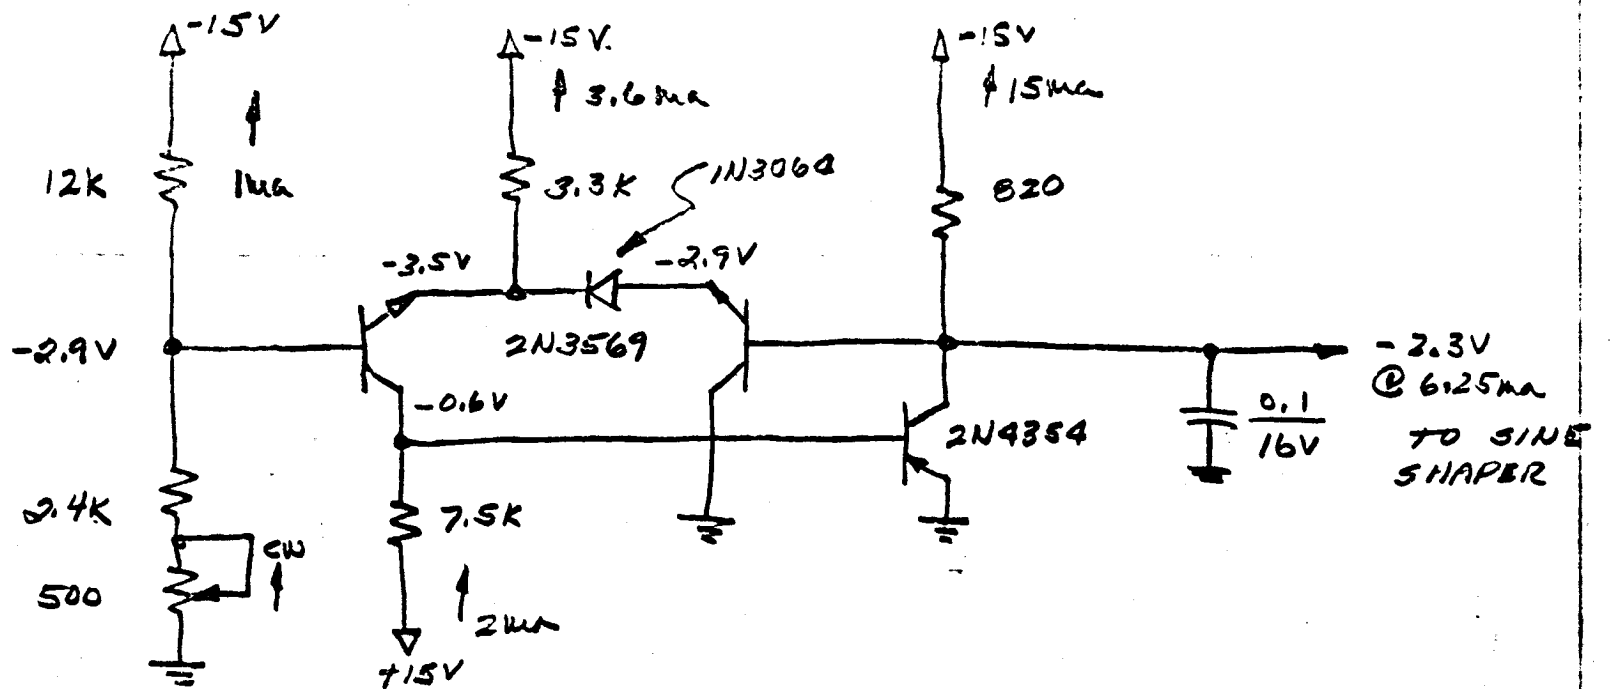 -15V
-15V.
-15V
3.6ma
15ma
12K
1ma
3.3K
1N3064
820
-3.5V
-2.9V
-2.9V
2N3569
-2.3V
@ 6.25ma
TO SINE
SHAPER
-0.6V
2N4354
0.1
16V
2.4K
7.5K
CW
500
2ma
+15V